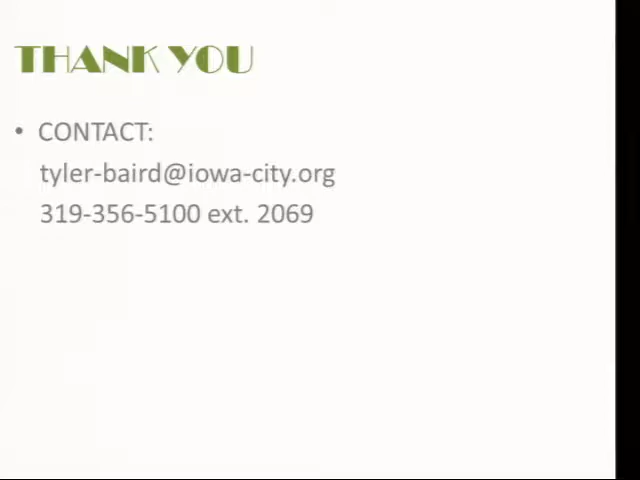 THANK YOU
• CONTACT:
tyler-baird@iowa-city.org
319-356-5100 ext. 2069